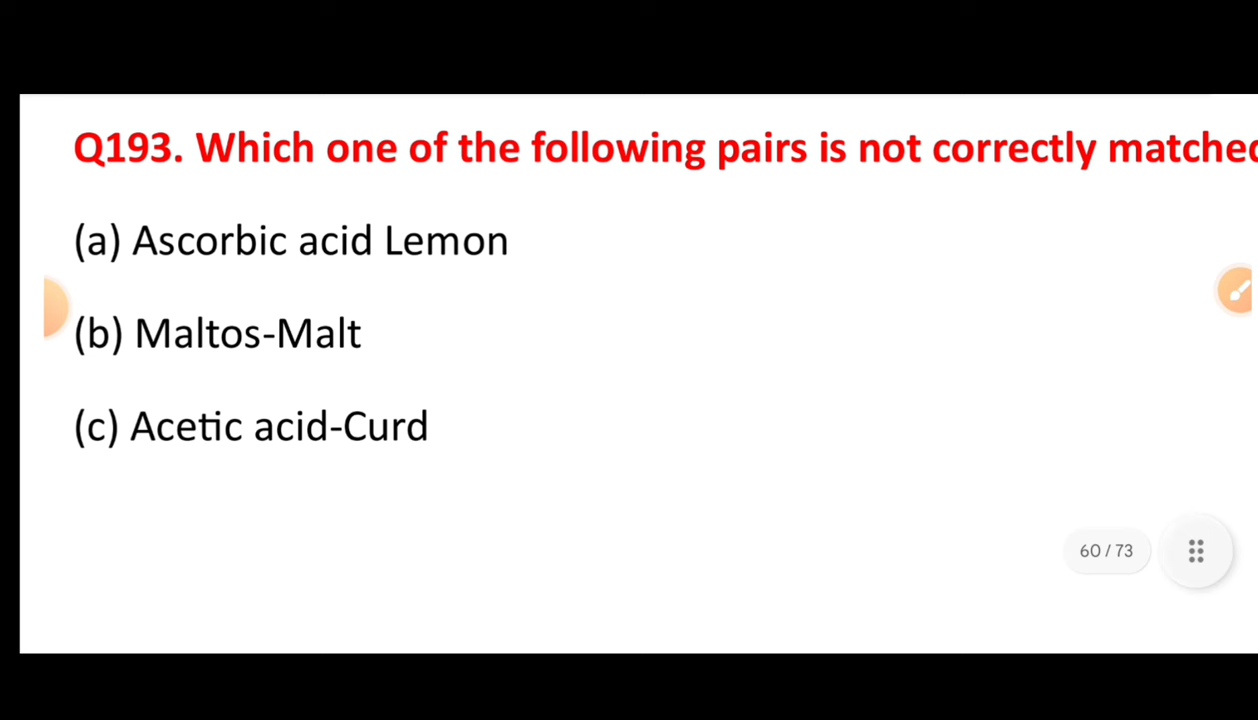 Q193. Which one of the following pairs is not correctly matched
(a) Ascorbic acid Lemon
(b) Maltos-Malt
(c) Acetic acid-Curd
60 / 73